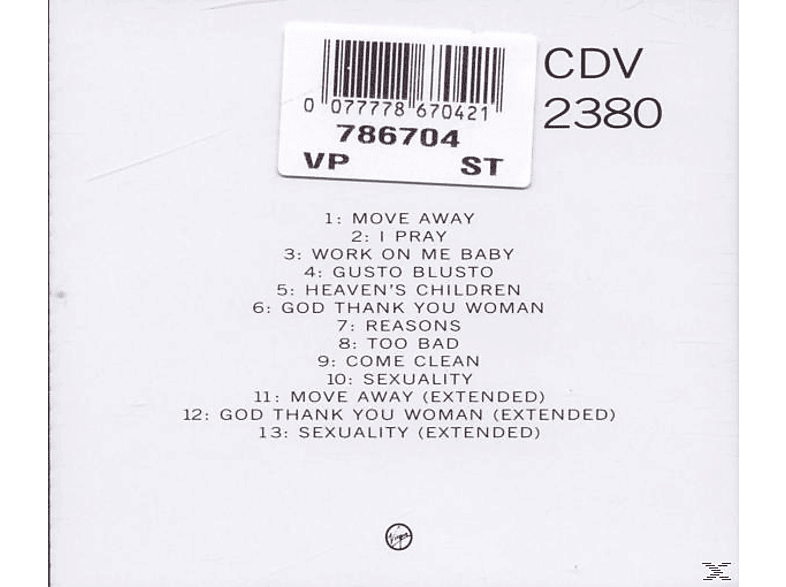 CDV
2380
0 077778 670421
786704
VP ST
1: MOVE AWAY
2: I PRAY
3: WORK ON ME BABY
4: GUSTO BLUSTO
5: HEAVEN'S CHILDREN
6: GOD THANK YOU WOMAN
7: REASONS
8: TOO BAD
9: COME CLEAN
10: SEXUALITY
11: MOVE AWAY (EXTENDED)
12: GOD THANK YOU WOMAN (EXTENDED)
13: SEXUALITY (EXTENDED)
Virgin